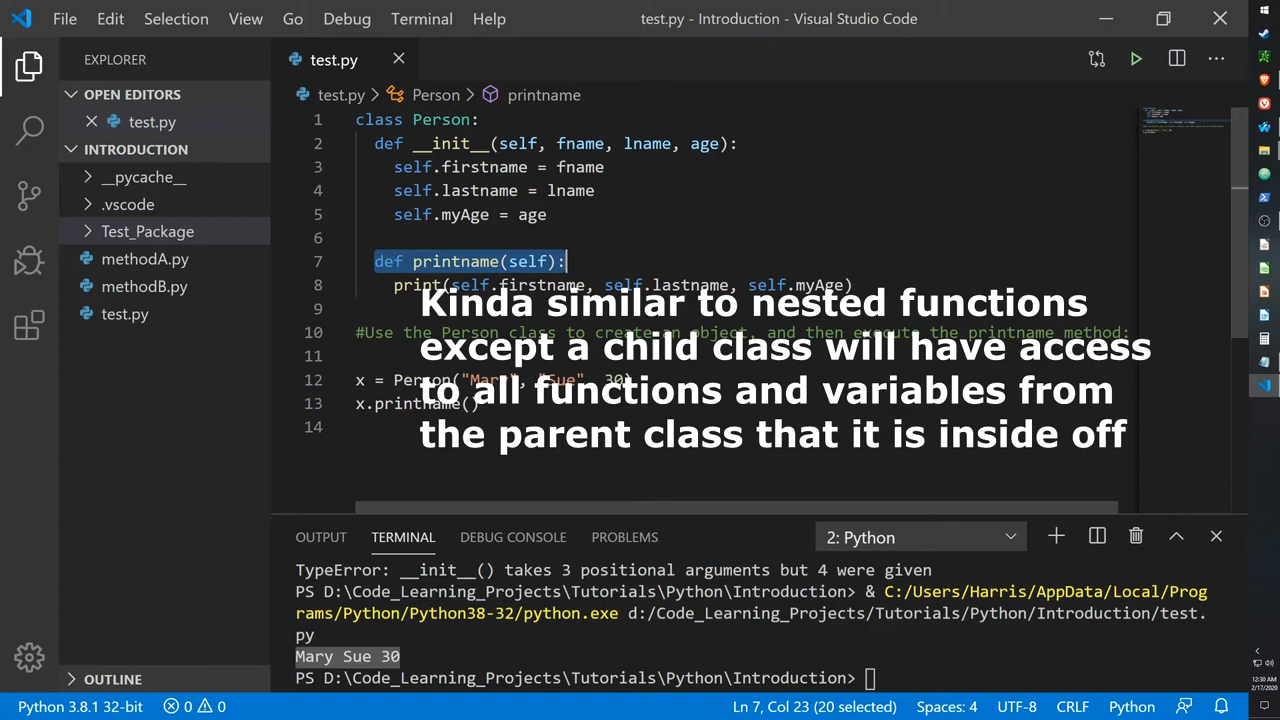 File Edit Selection View Go Debug Terminal Help test.py - Introduction - Visual Studio Code
EXPLORER
OPEN EDITORS
test.py
INTRODUCTION
__pycache__
.vscode
Test_Package
methodA.py
methodB.py
test.py
OUTLINE
test.py
test.py > Person > printname
1 class Person:
2 def __init__(self, fname, lname, age):
3 self.firstname = fname
4 self.lastname = lname
5 self.myAge = age
6
7 def printname(self):
8 print(self.firstname, self.lastname, self.myAge)
9
10 #Use the Person class to create an object, and then execute the printname method:
11
12 x = Person("Mary", "Sue", 30)
13 x.printname()
14
Kinda similar to nested functions
except a child class will have access
to all functions and variables from
the parent class that it is inside off
OUTPUT TERMINAL DEBUG CONSOLE PROBLEMS 2: Python
TypeError: __init__() takes 3 positional arguments but 4 were given
PS D:\Code_Learning_Projects\Tutorials\Python\Introduction> & C:/Users/Harris/AppData/Local/Prog
rams/Python/Python38-32/python.exe d:/Code_Learning_Projects/Tutorials/Python/Introduction/test.
py
Mary Sue 30
PS D:\Code_Learning_Projects\Tutorials\Python\Introduction>
Python 3.8.1 32-bit 0 0 Ln 7, Col 23 (20 selected) Spaces: 4 UTF-8 CRLF Python
12:30 AM
2/17/2020